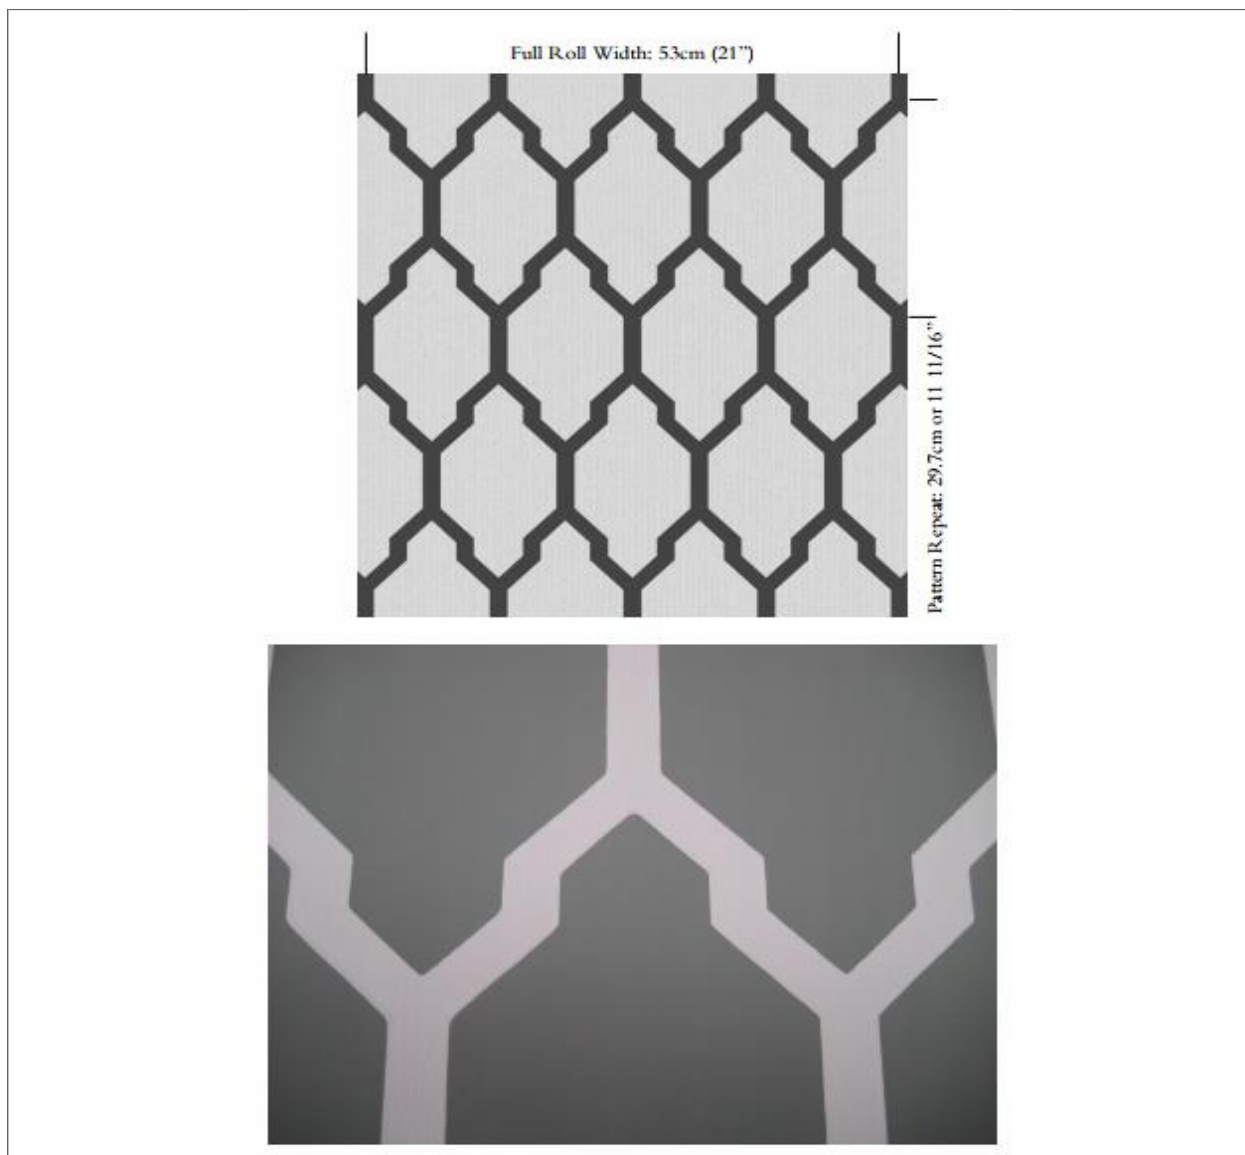 Full Roll Width: 53cm (21”)
Pattern Repeat: 29.7cm or 11 11/16”